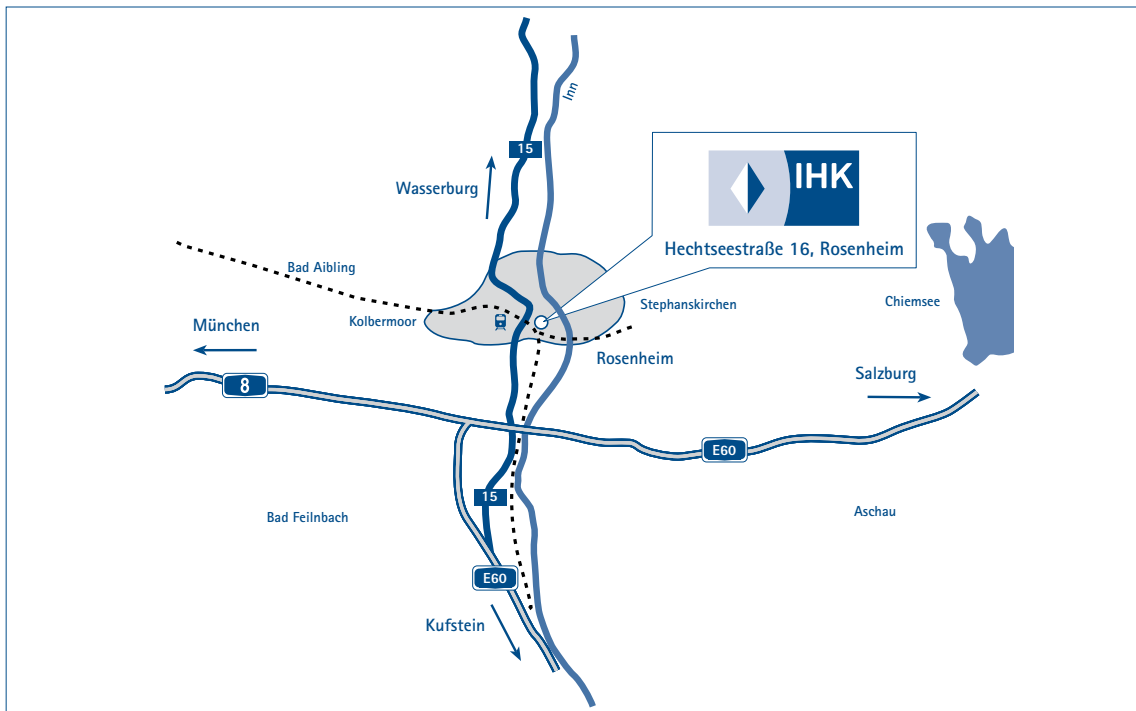 Inn
15
IHK
Wasserburg
Hechtseestraße 16, Rosenheim
Bad Aibling
Stephanskirchen
Chiemsee
Kolbermoor
München
Rosenheim
Salzburg
8
E60
15
Bad Feilnbach
Aschau
E60
Kufstein